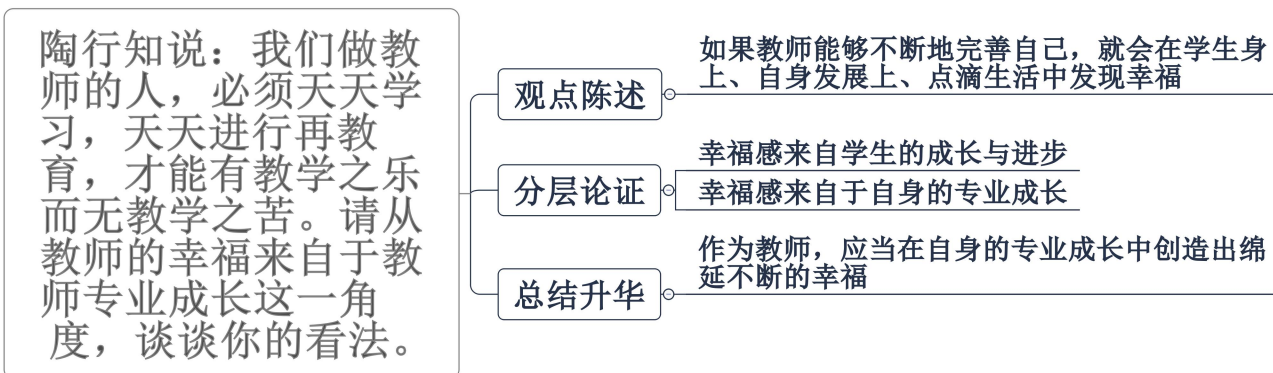 陶行知说：我们做教
师的人，必须天天学
习，天天进行再教
育，才能有教学之乐
而无教学之苦。请从
教师的幸福来自于教
师专业成长这一角
度，谈谈你的看法。
观点陈述
如果教师能够不断地完善自己，就会在学生身
上、自身发展上、点滴生活中发现幸福
分层论证
幸福感来自学生的成长与进步
幸福感来自于自身的专业成长
总结升华
作为教师，应当在自身的专业成长中创造出绵
延不断的幸福